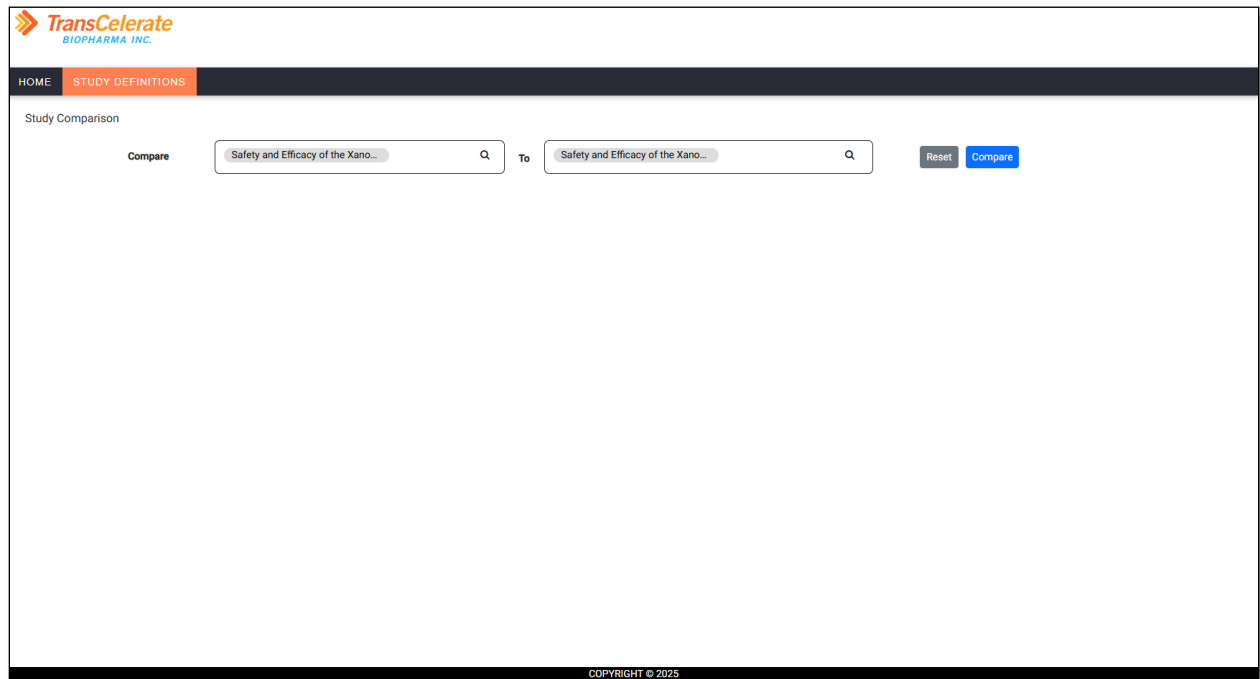 TransCelerate
BIOPHARMA INC.
HOME STUDY DEFINITIONS
Study Comparison
Compare Safety and Efficacy of the Xano... To Safety and Efficacy of the Xano... Reset Compare
COPYRIGHT © 2025